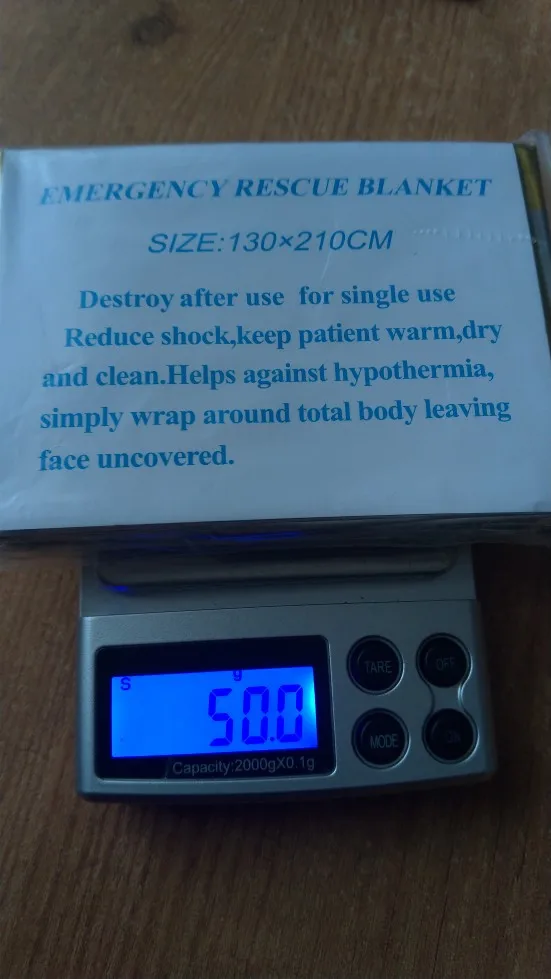 EMERGENCY RESCUE BLANKET
SIZE:130×210CM
Destroy after use for single use
Reduce shock,keep patient warm,dry
and clean.Helps against hypothermia,
simply wrap around total body leaving
face uncovered.
S g
50.0
Capacity:2000gX0.1g
TARE OFF
MODE